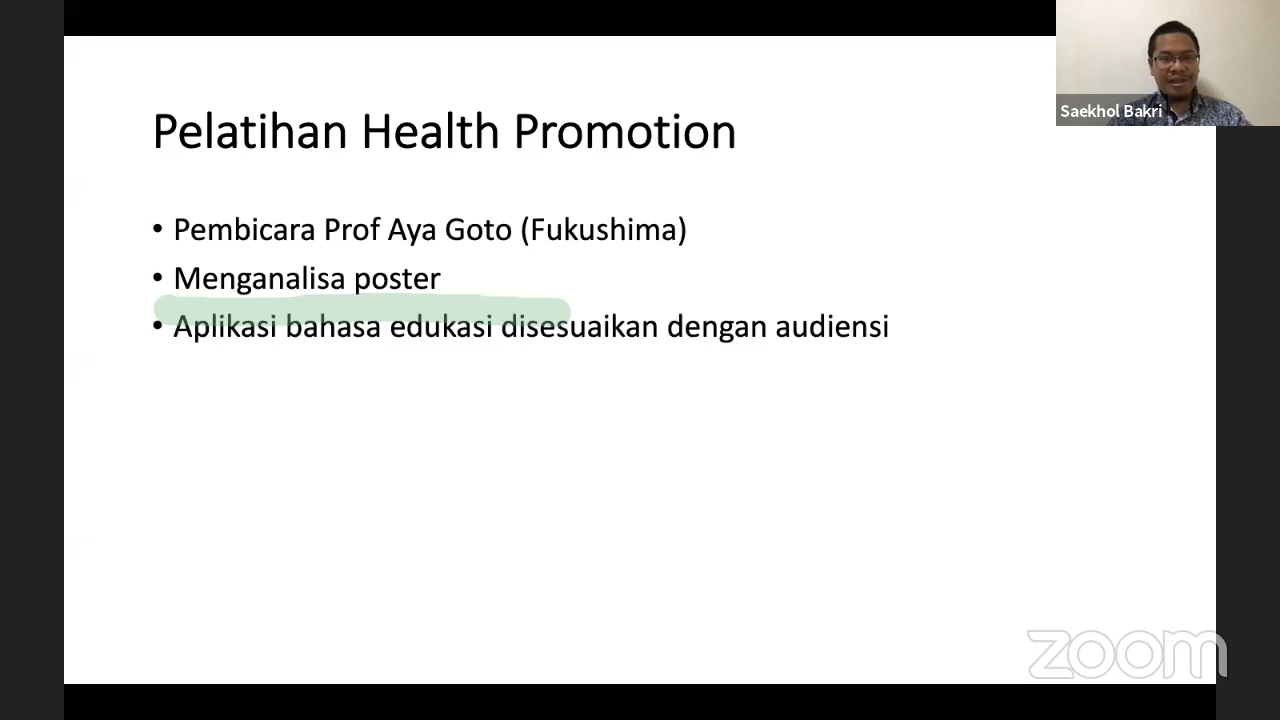 Pelatihan Health Promotion
Saekhol Bakri
• Pembicara Prof Aya Goto (Fukushima)
• Menganalisa poster
• Aplikasi bahasa edukasi disesuaikan dengan audiensi
zoom